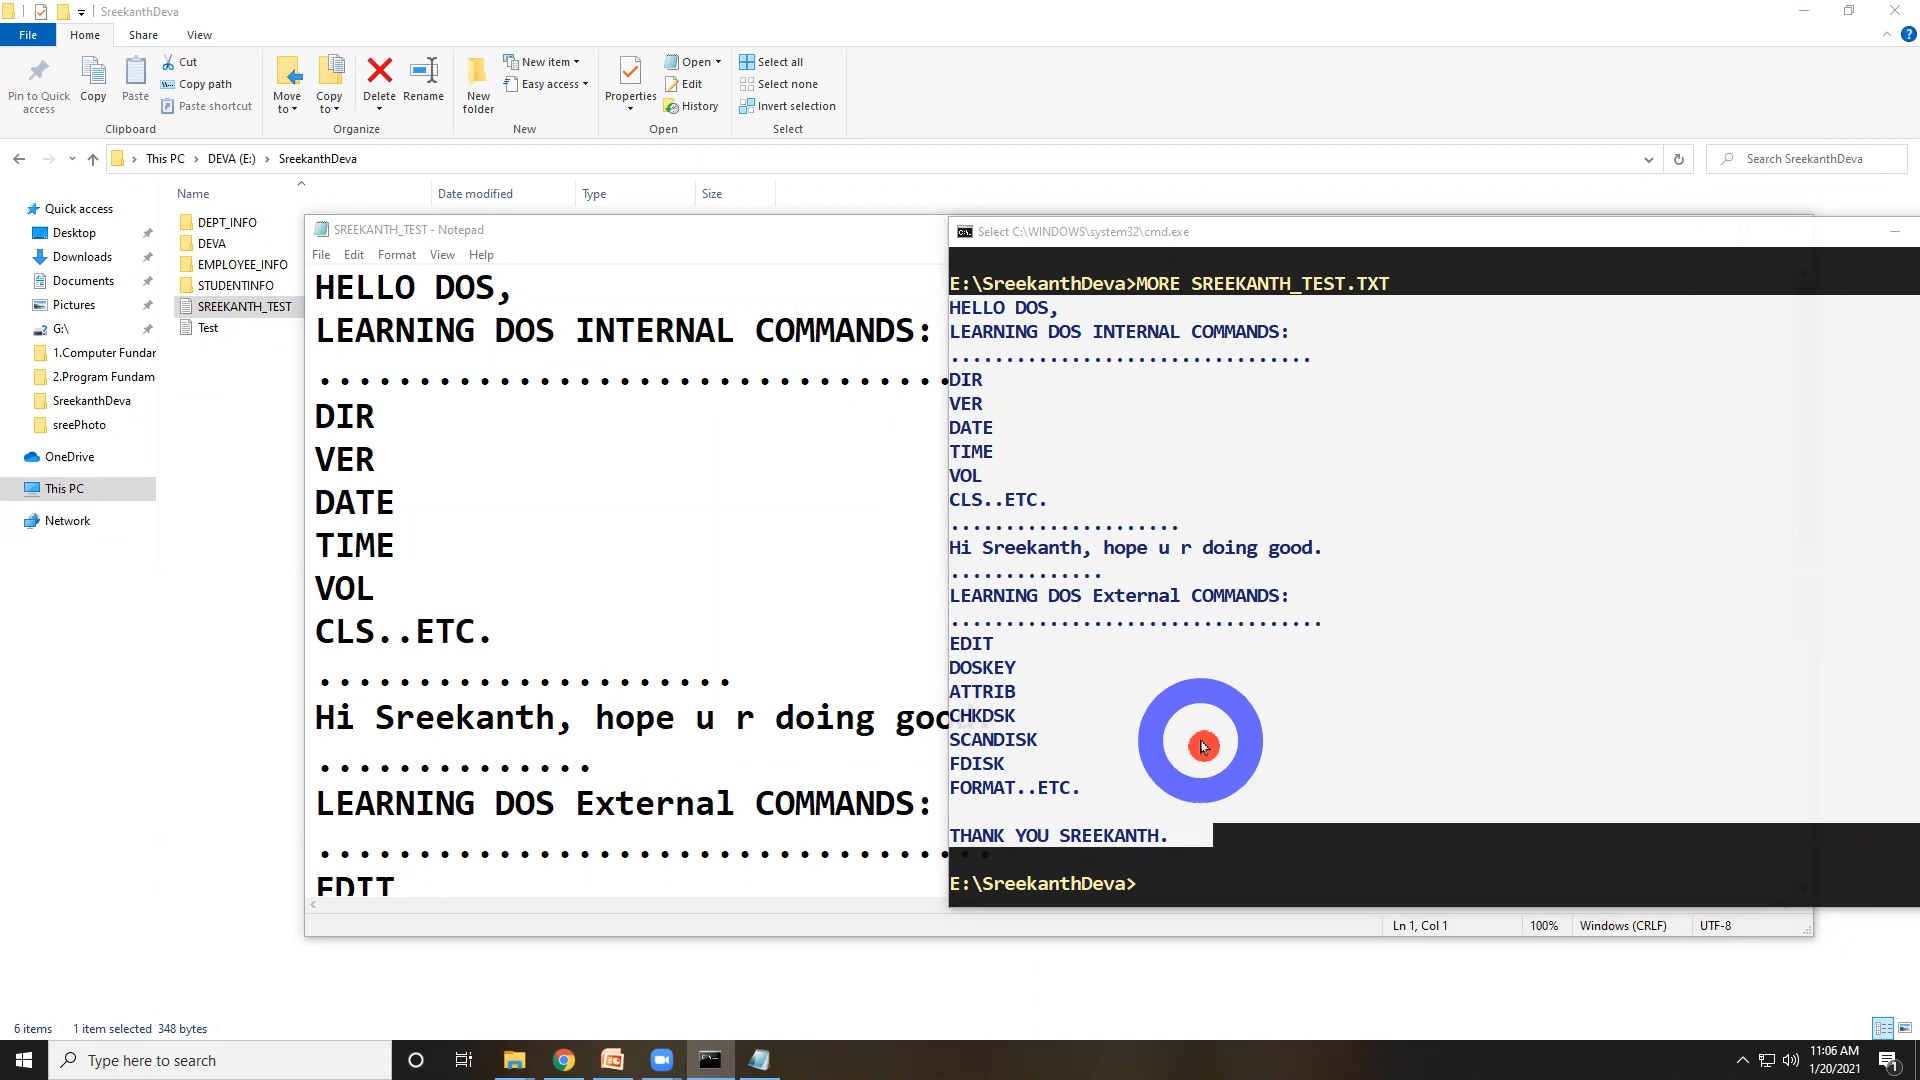 SreekanthDeva
File Home Share View
Pin to Quick access
Copy
Paste
Cut
Copy path
Paste shortcut
Clipboard
Move to
Copy to
Delete
Rename
Organize
New folder
New item
Easy access
New
Properties
Open
Edit
History
Open
Select all
Select none
Invert selection
Select
This PC > DEVA (E:) > SreekanthDeva
Search SreekanthDeva
Name Date modified Type Size
Quick access
Desktop
Downloads
Documents
Pictures
G:\
1.Computer Fundar
2.Program Fundam
SreekanthDeva
sreePhoto
OneDrive
This PC
Network
DEPT_INFO
DEVA
EMPLOYEE_INFO
STUDENTINFO
SREEKANTH_TEST
Test
SREEKANTH_TEST - Notepad
File Edit Format View Help
HELLO DOS,
LEARNING DOS INTERNAL COMMANDS:
................................
DIR
VER
DATE
TIME
VOL
CLS..ETC.
.....................
Hi Sreekanth, hope u r doing goo
..............
LEARNING DOS External COMMANDS:
..................................
EDIT
Ln 1, Col 1 100% Windows (CRLF) UTF-8
Select C:\WINDOWS\system32\cmd.exe
E:\SreekanthDeva>MORE SREEKANTH_TEST.TXT
HELLO DOS,
LEARNING DOS INTERNAL COMMANDS:
.................................
DIR
VER
DATE
TIME
VOL
CLS..ETC.
.....................
Hi Sreekanth, hope u r doing good.
..............
LEARNING DOS External COMMANDS:
..................................
EDIT
DOSKEY
ATTRIB
CHKDSK
SCANDISK
FDISK
FORMAT..ETC.
THANK YOU SREEKANTH.
E:\SreekanthDeva>
6 items 1 item selected 348 bytes
Type here to search
11:06 AM
1/20/2021
1